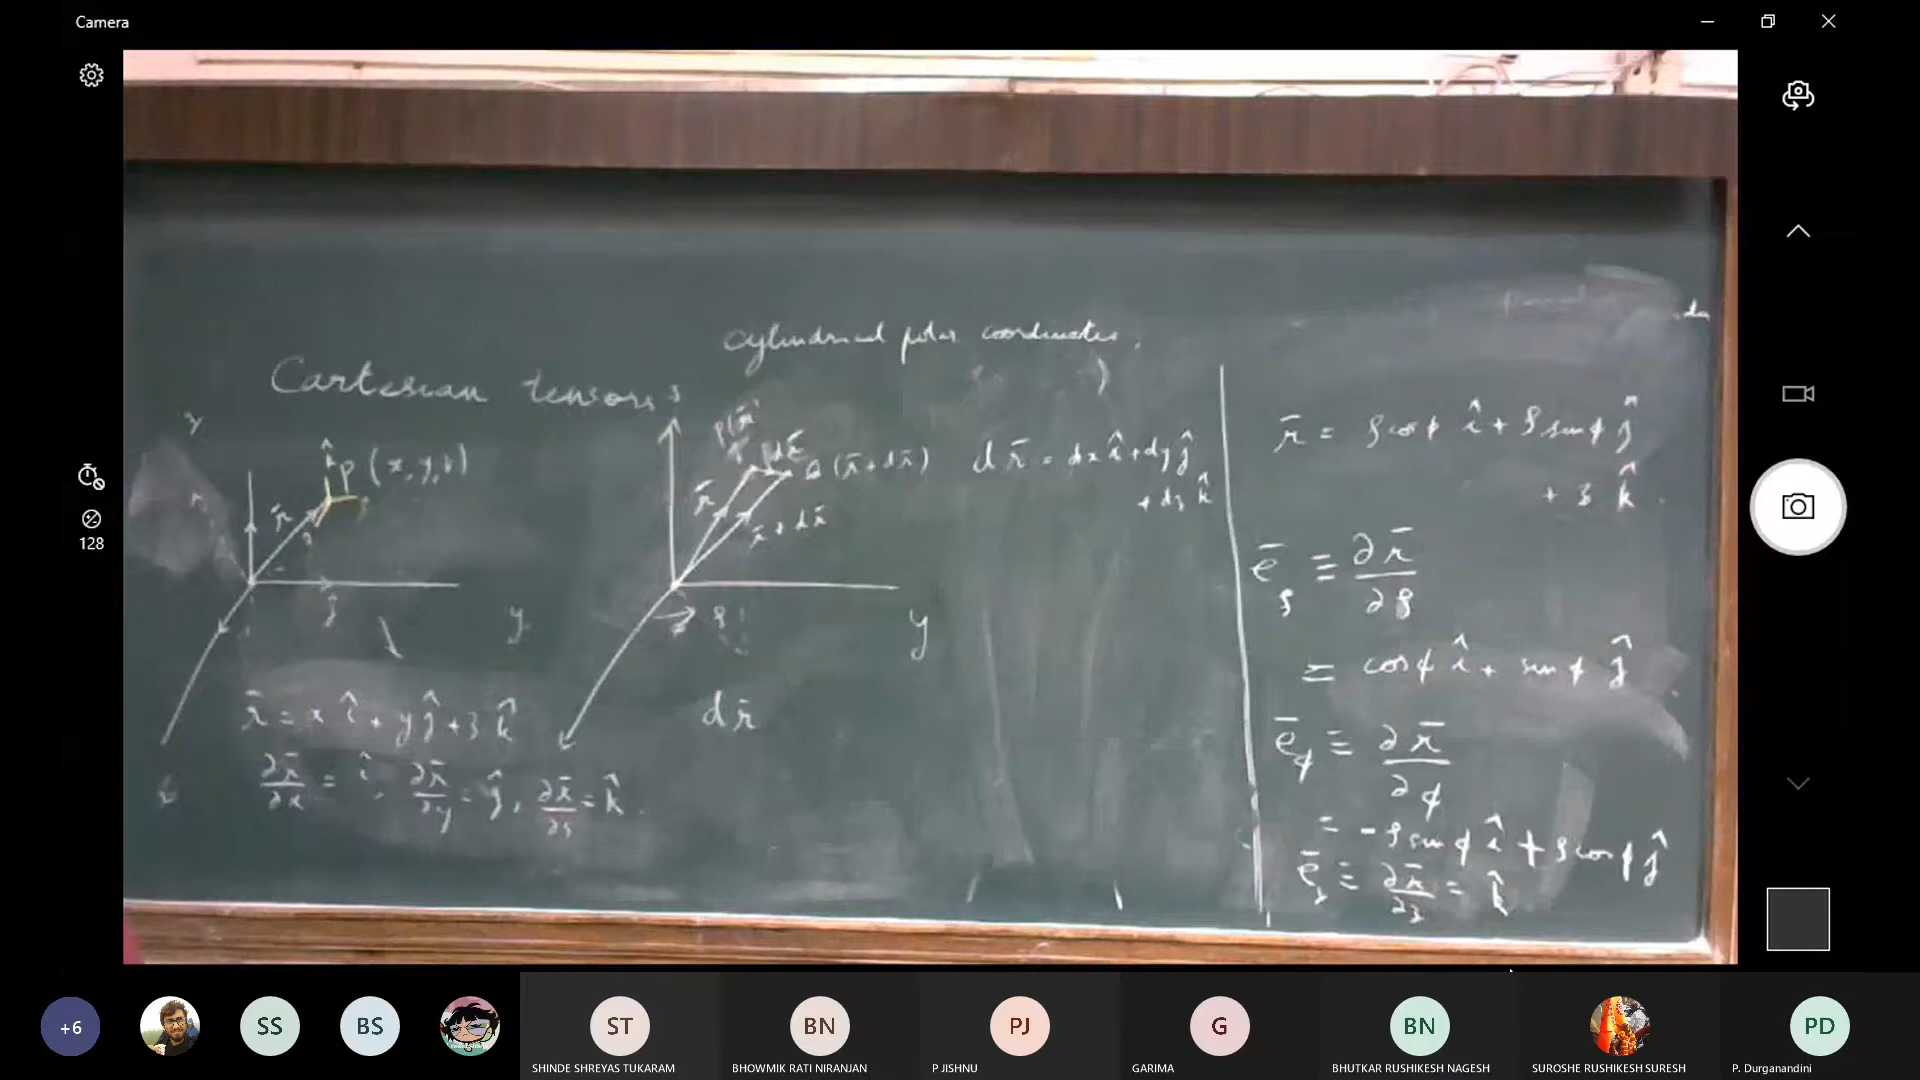 Camera
128
cylindrical polar coordinates.
Cartesian tensors
P (x, y, z)
r̄
ĵ
y
r̄ = x î + y ĵ + z k̂
∂r̄/∂x = î, ∂r̄/∂y = ĵ, ∂r̄/∂z = k̂.
r̄
Q (r̄ + dr̄)
r̄ + dr̄
y
dr̄
dr̄ = dx î + dy ĵ
+ dz k̂
r̄ = ρ cos φ î + ρ sin φ ĵ
+ z k̂.
ē_ρ ≡ ∂r̄/∂ρ
= cos φ î + sin φ ĵ
ē_φ ≡ ∂r̄/∂φ
= -ρ sin φ î + ρ cos φ ĵ
ē_z ≡ ∂r̄/∂z = k̂
+6
SS
BS
ST
BN
PJ
G
BN
PD
SHINDE SHREYAS TUKARAM
BHOWMIK RATI NIRANJAN
P JISHNU
GARIMA
BHUTKAR RUSHIKESH NAGESH
SUROSHE RUSHIKESH SURESH
P. Durganandini